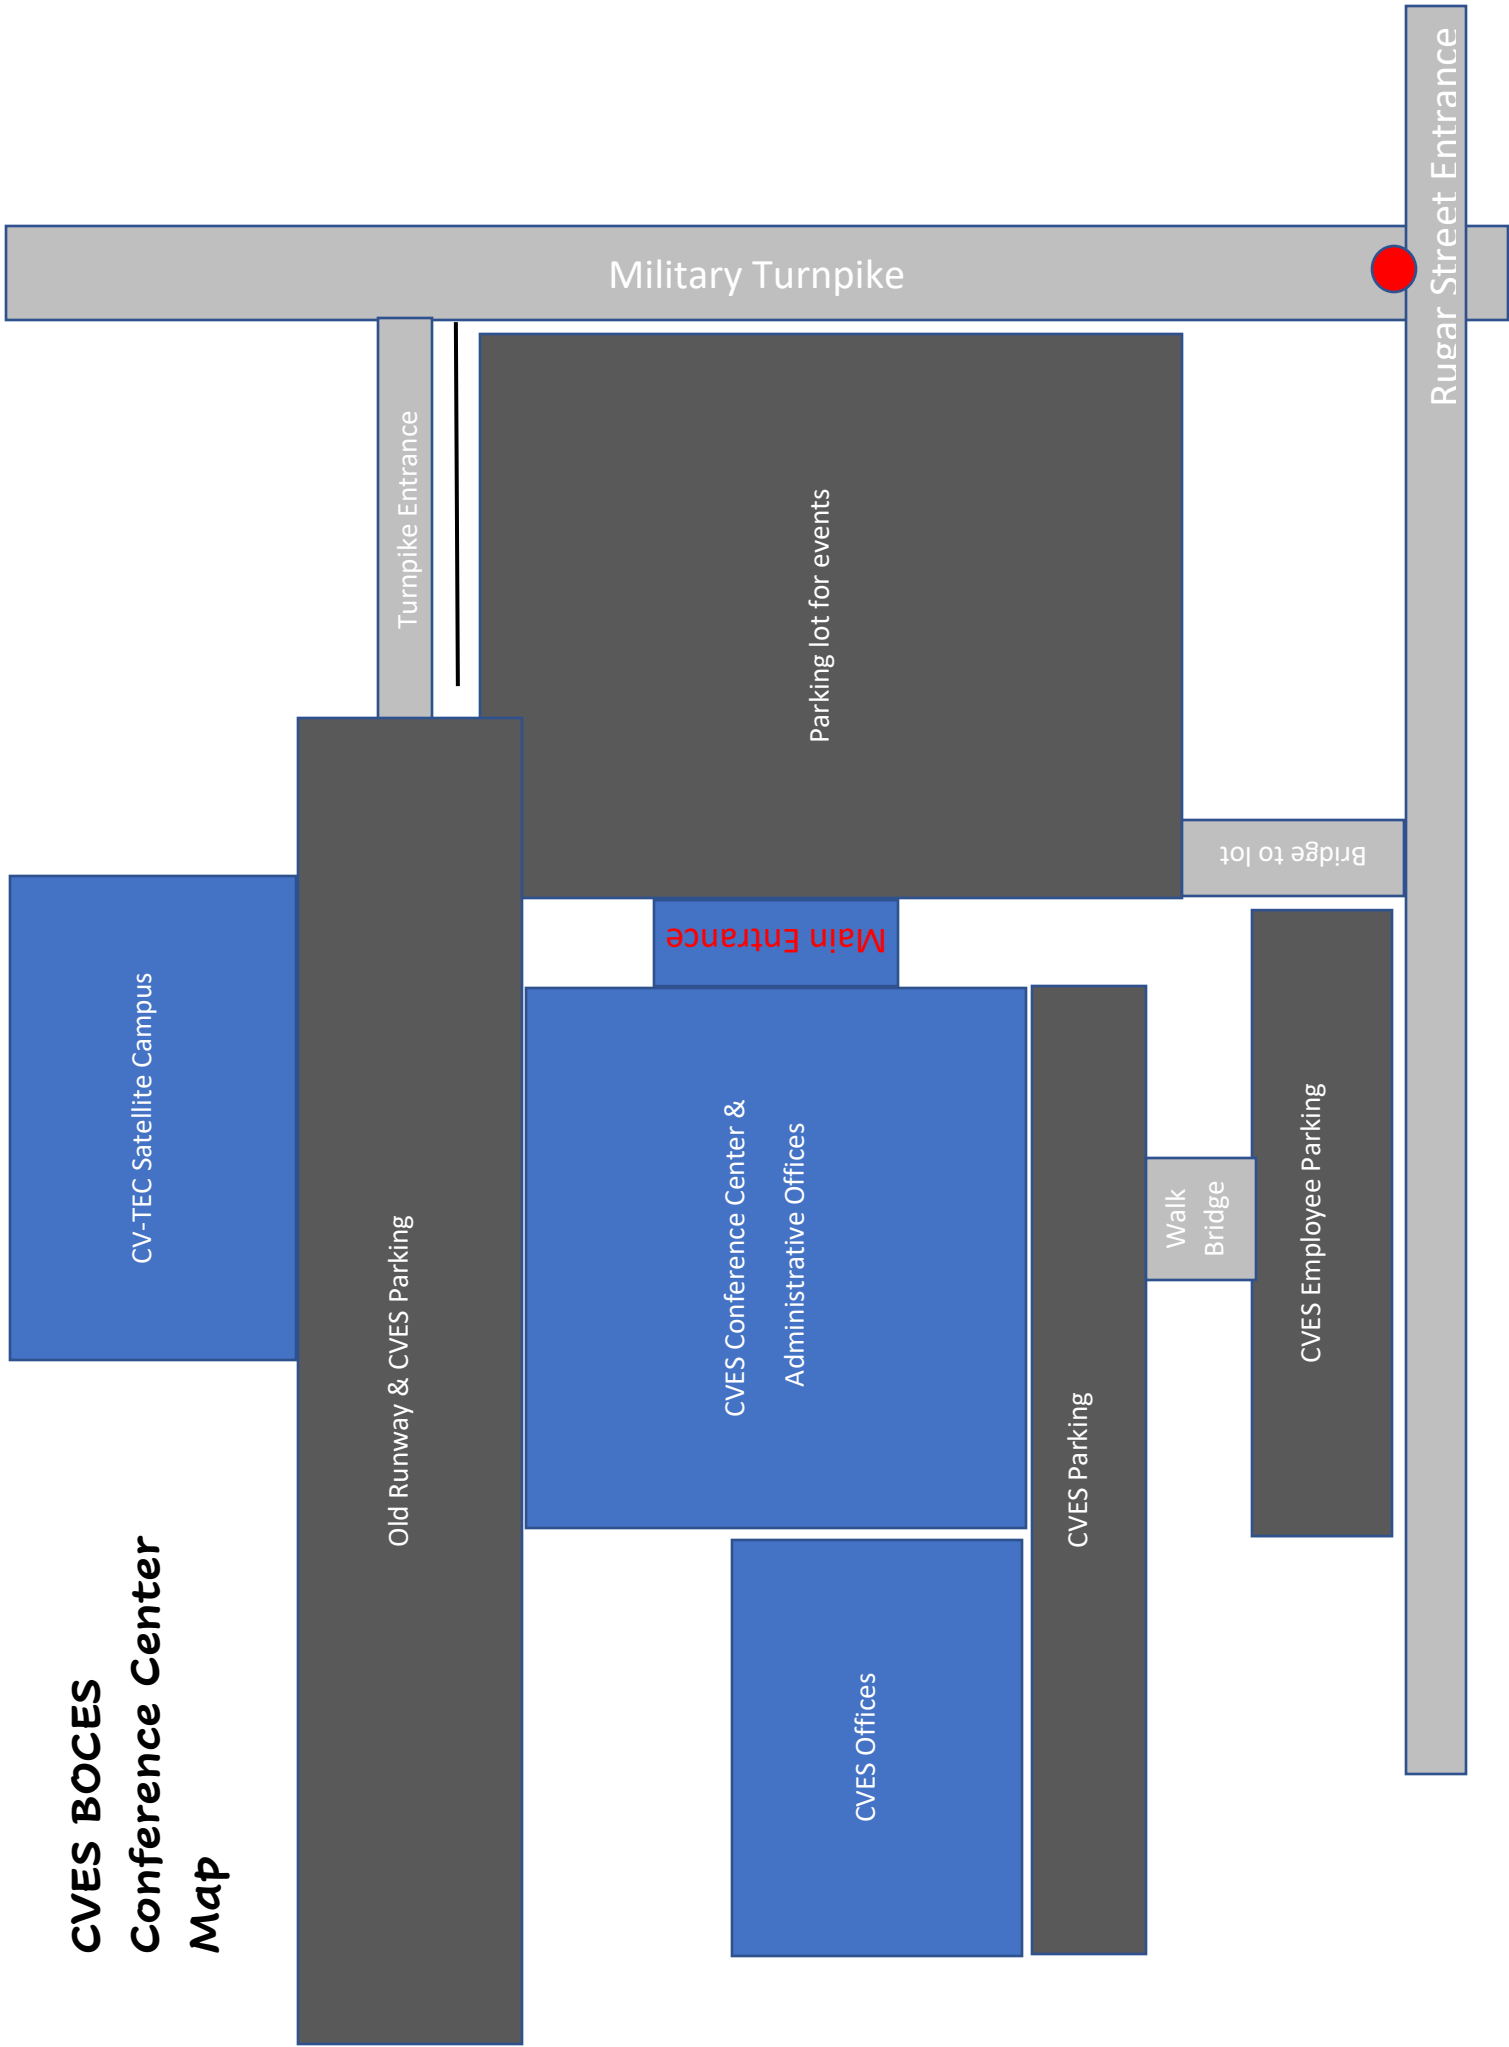 CVES BOCES
Conference Center
Map
CV-TEC Satellite Campus
Old Runway & CVES Parking
Turnpike Entrance
Military Turnpike
Parking lot for events
Main Entrance
CVES Conference Center &
Administrative Offices
CVES Offices
CVES Parking
Walk
Bridge
Bridge to lot
CVES Employee Parking
Rugar Street Entrance